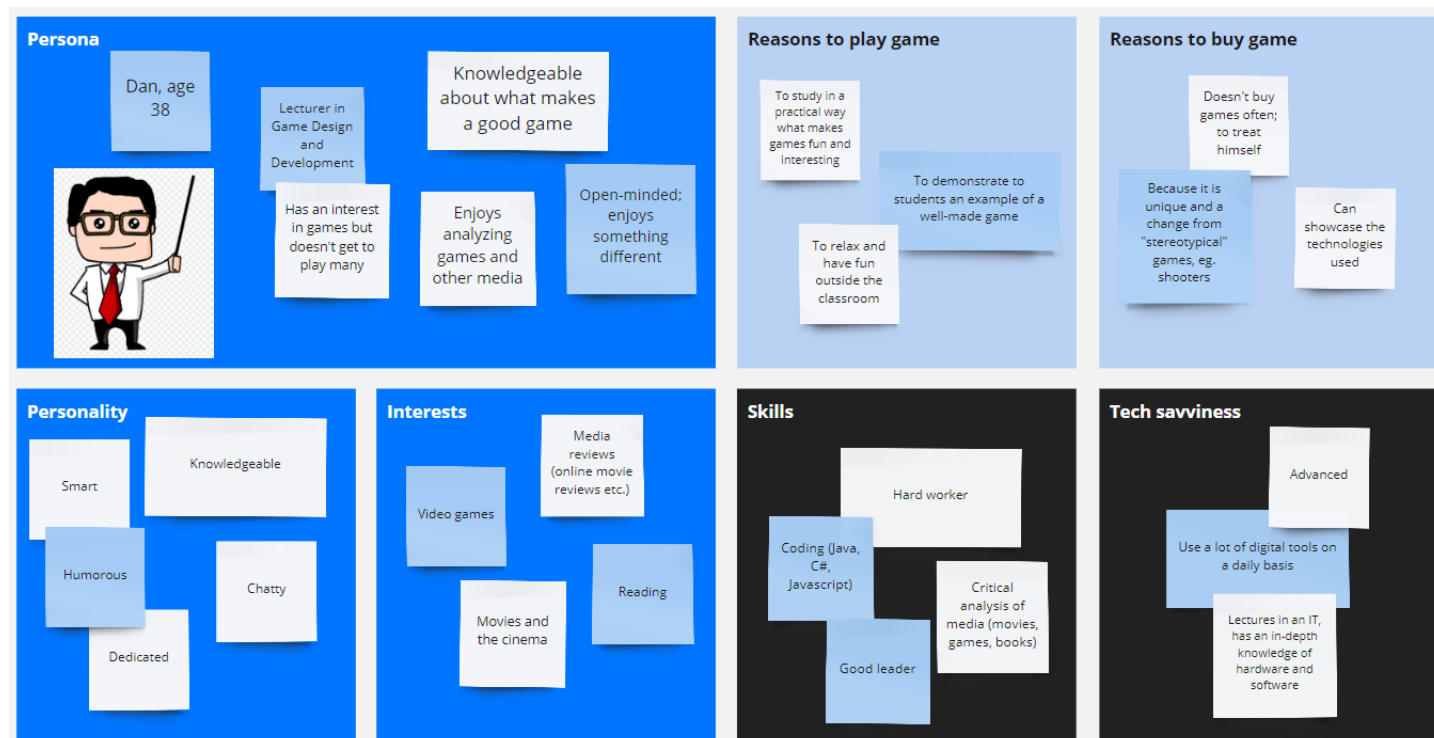 Persona
Dan, age
38
Lecturer in
Game Design
and
Development
Has an interest
in games but
doesn't get to
play many
Knowledgeable
about what makes
a good game
Enjoys
analyzing
games and
other media
Open-minded;
enjoys
something
different
Reasons to play game
To study in a
practical way
what makes
games fun and
interesting
To demonstrate to
students an example of a
well-made game
To relax and
have fun
outside the
classroom
Reasons to buy game
Doesn't buy
games often;
to treat
himself
Because it is
unique and a
change from
"stereotypical"
games, eg.
shooters
Can
showcase the
technologies
used
Personality
Knowledgeable
Smart
Humorous
Chatty
Dedicated
Interests
Media
reviews
(online movie
reviews etc.)
Video games
Reading
Movies and
the cinema
Skills
Hard worker
Coding (Java,
C#,
Javascript)
Critical
analysis of
media (movies,
games, books)
Good leader
Tech savviness
Advanced
Use a lot of digital tools on
a daily basis
Lectures in an IT,
has an in-depth
knowledge of
hardware and
software